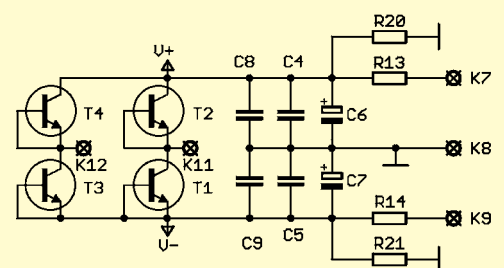 R20
V+
C8 C4 R13 K7
T4 T2
C6
K12 K11 K8
T3 T1 C7
R14 K9
C9 C5
V- R21
+
+